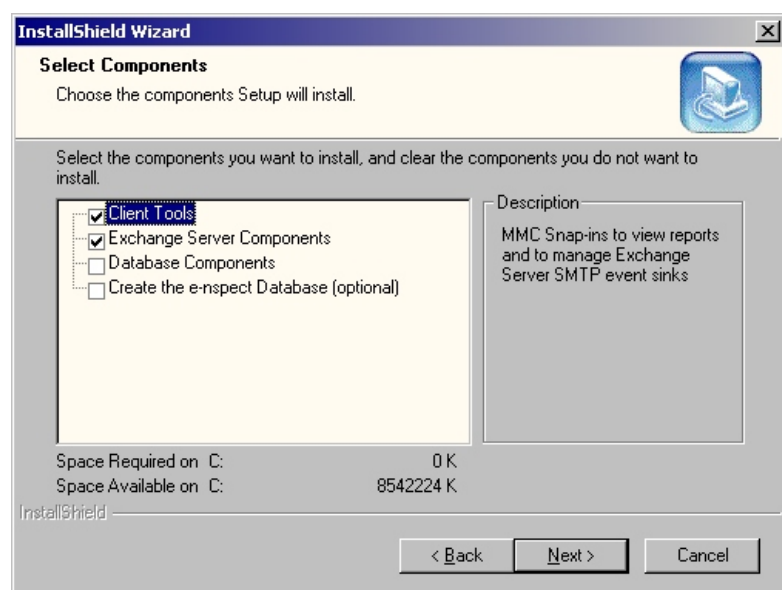 InstallShield Wizard
Select Components
Choose the components Setup will install.
Select the components you want to install, and clear the components you do not want to
install.
Client Tools
Exchange Server Components
Database Components
Create the e-nspect Database (optional)
Description
MMC Snap-ins to view reports
and to manage Exchange
Server SMTP event sinks
Space Required on C: 0 K
Space Available on C: 8542224 K
InstallShield
< Back Next > Cancel